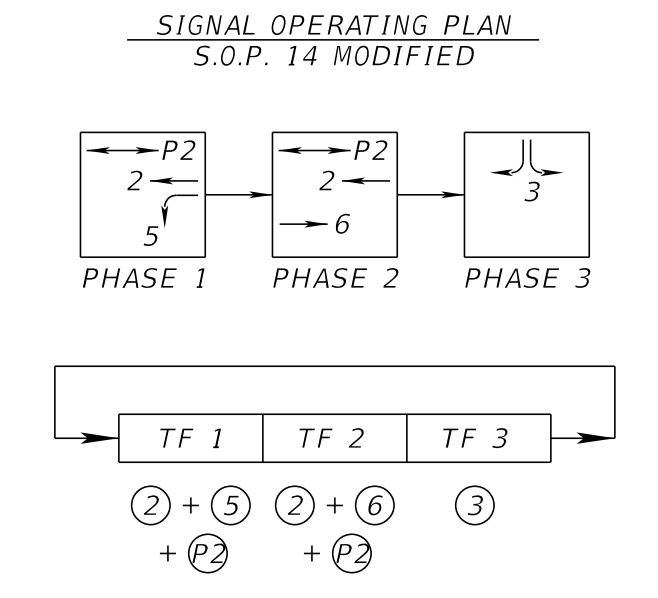 SIGNAL OPERATING PLAN
S.O.P. 14 MODIFIED
P2 P2
2 2 3
5 6
PHASE 1 PHASE 2 PHASE 3
TF 1 TF 2 TF 3
2 + 5 2 + 6 3
+ P2 + P2